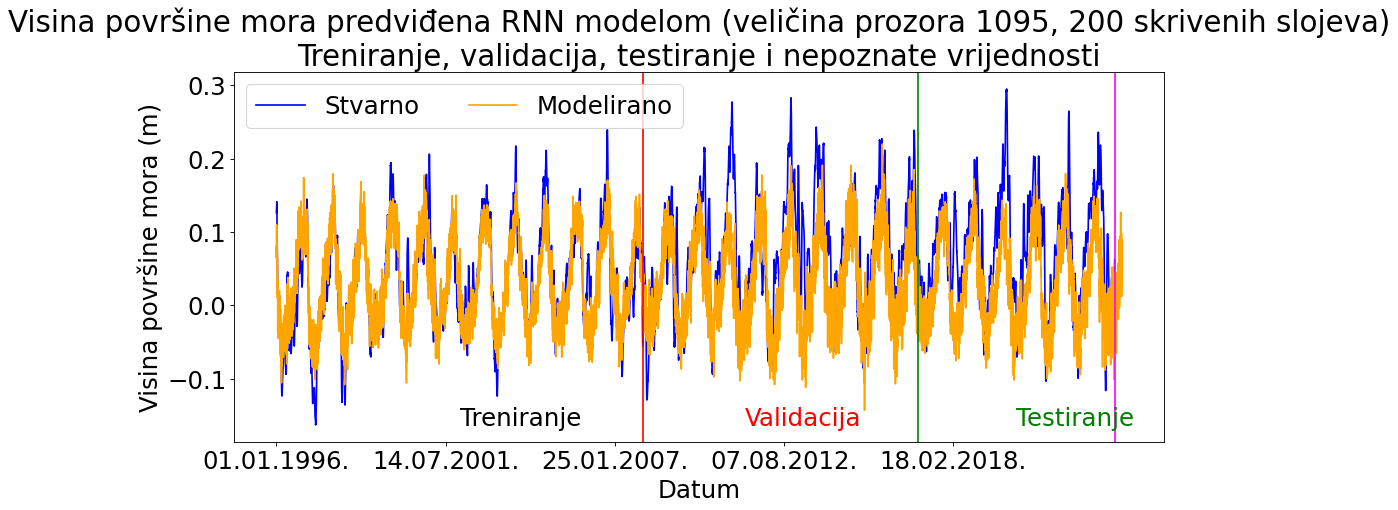 Visina površine mora predviđena RNN modelom (veličina prozora 1095, 200 skrivenih slojeva)
Treniranje, validacija, testiranje i nepoznate vrijednosti
Stvarno
Modelirano
Visina površine mora (m)
0.3
0.2
0.1
0.0
−0.1
Treniranje
Validacija
Testiranje
01.01.1996.
14.07.2001.
25.01.2007.
07.08.2012.
18.02.2018.
Datum